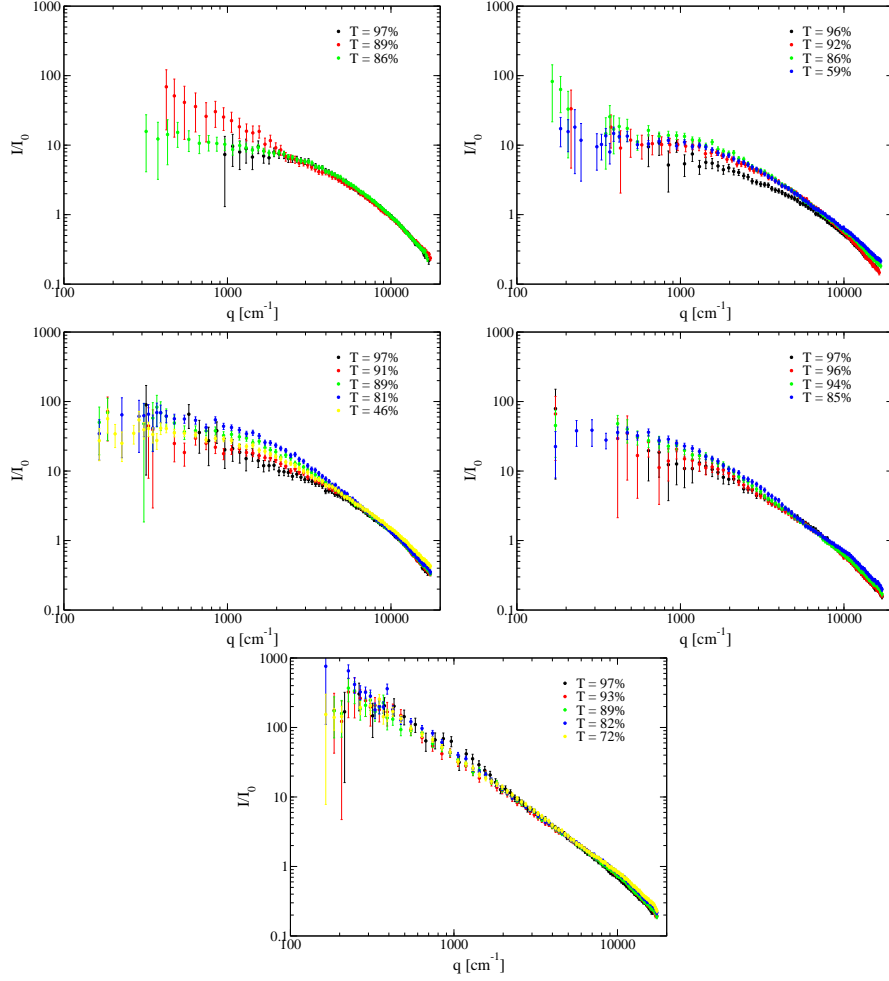 1000
100
10
1
0.1
I/I0
100
1000
10000
q [cm-1]
T = 97%
T = 89%
T = 86%
1000
100
10
1
0.1
I/I0
100
1000
10000
q [cm-1]
T = 96%
T = 92%
T = 86%
T = 59%
1000
100
10
1
0.1
I/I0
100
1000
10000
q [cm-1]
T = 97%
T = 91%
T = 89%
T = 81%
T = 46%
1000
100
10
1
0.1
I/I0
100
1000
10000
q [cm-1]
T = 97%
T = 96%
T = 94%
T = 85%
1000
100
10
1
0.1
I/I0
100
1000
10000
q [cm-1]
T = 97%
T = 93%
T = 89%
T = 82%
T = 72%